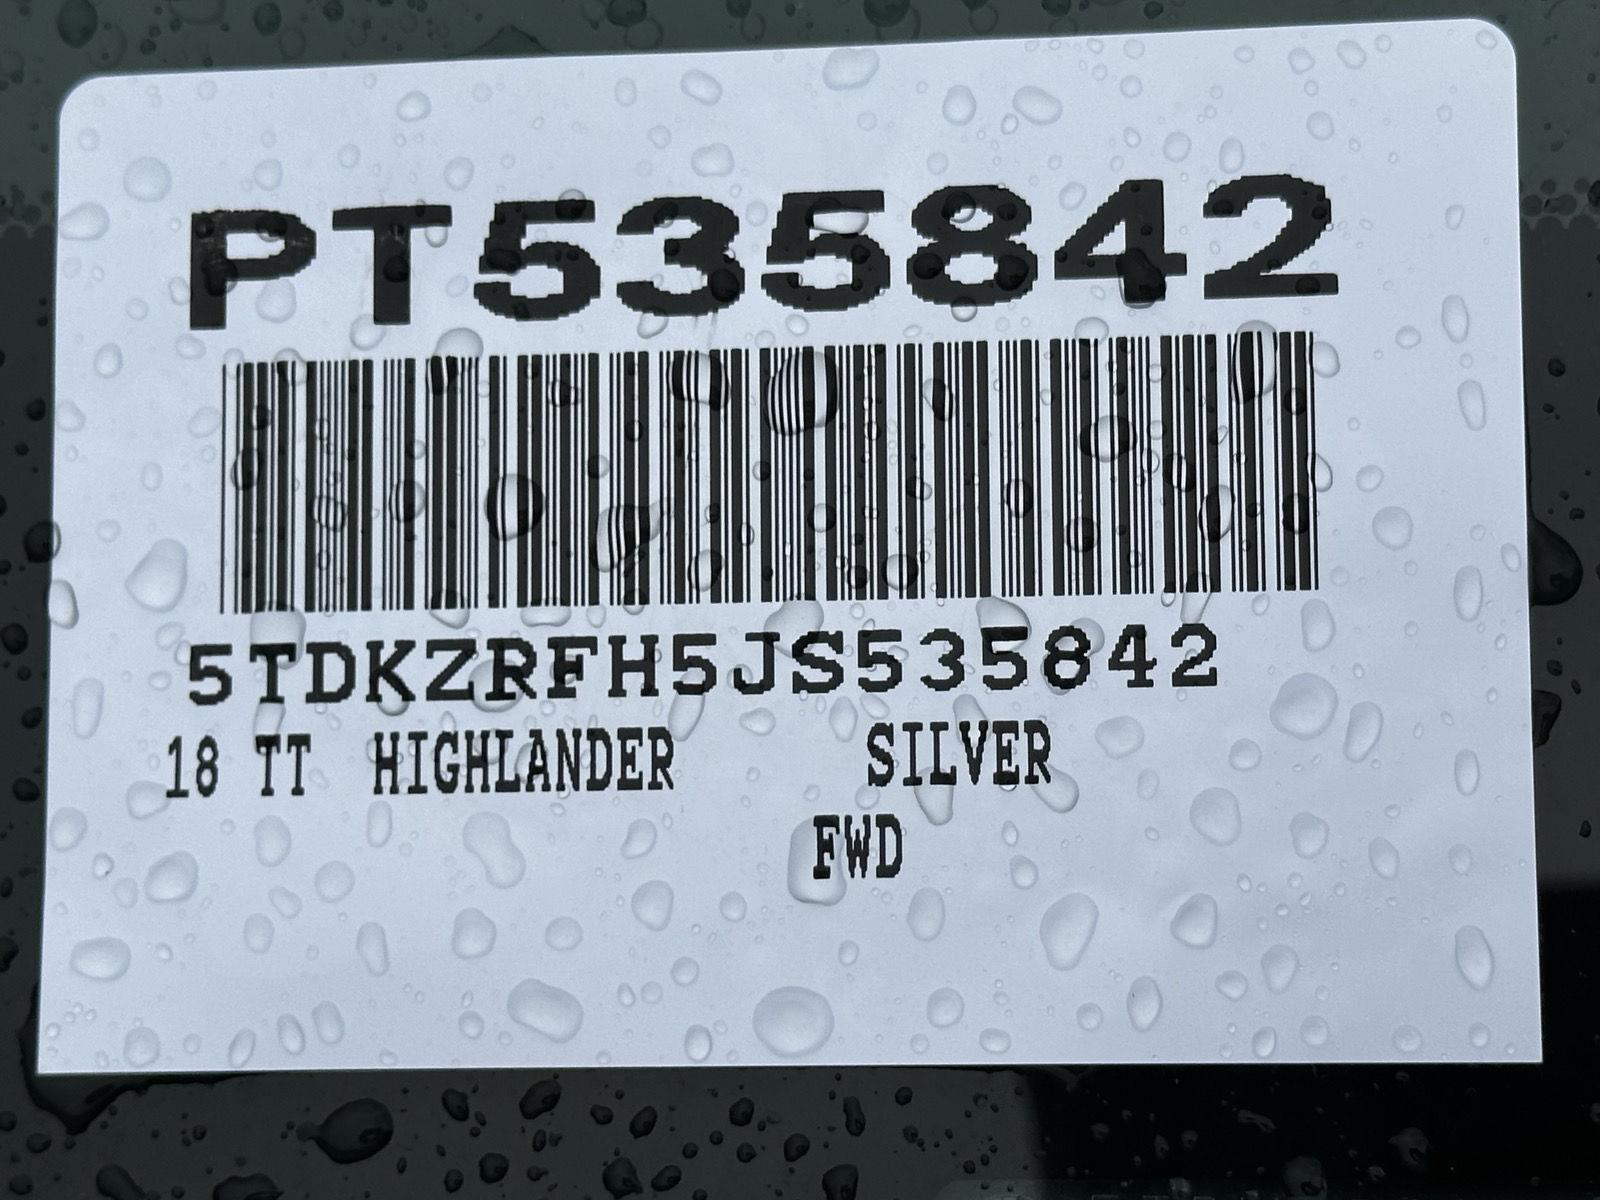 PT535842
5TDKZRFH5JS535842
18 TT HIGHLANDER SILVER
FWD